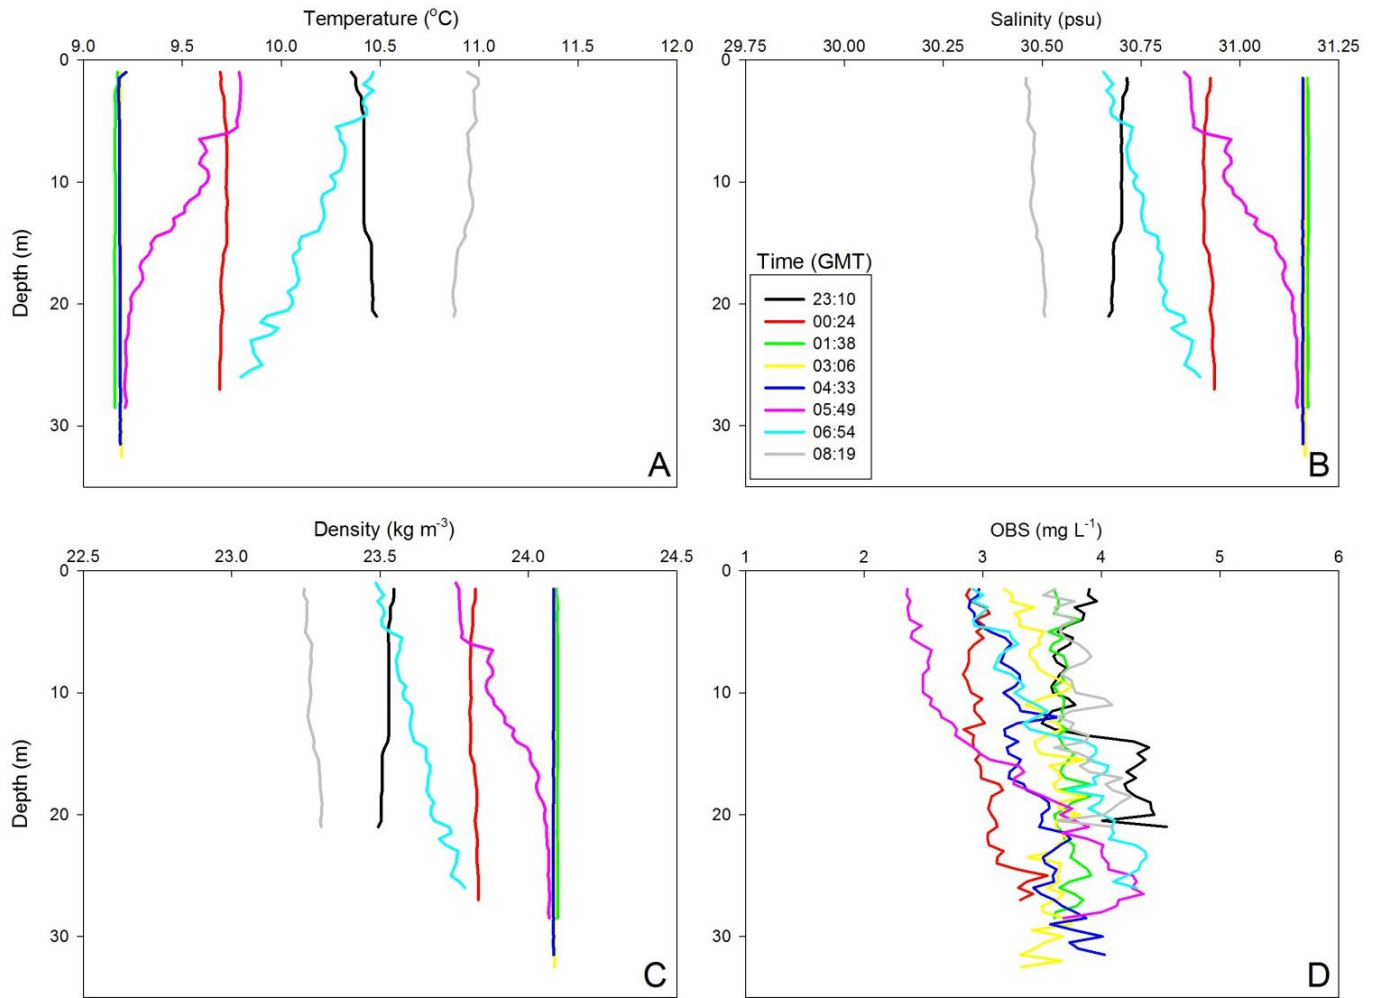 Temperature (°C)
9.0 9.5 10.0 10.5 11.0 11.5 12.0
0
10
20
30
Depth (m)
A
Salinity (psu)
29.75 30.00 30.25 30.50 30.75 31.00 31.25
0
10
20
30
Time (GMT)
23:10
00:24
01:38
03:06
04:33
05:49
06:54
08:19
B
Density (kg m⁻³)
22.5 23.0 23.5 24.0 24.5
0
10
20
30
Depth (m)
C
OBS (mg L⁻¹)
1 2 3 4 5 6
0
10
20
30
D